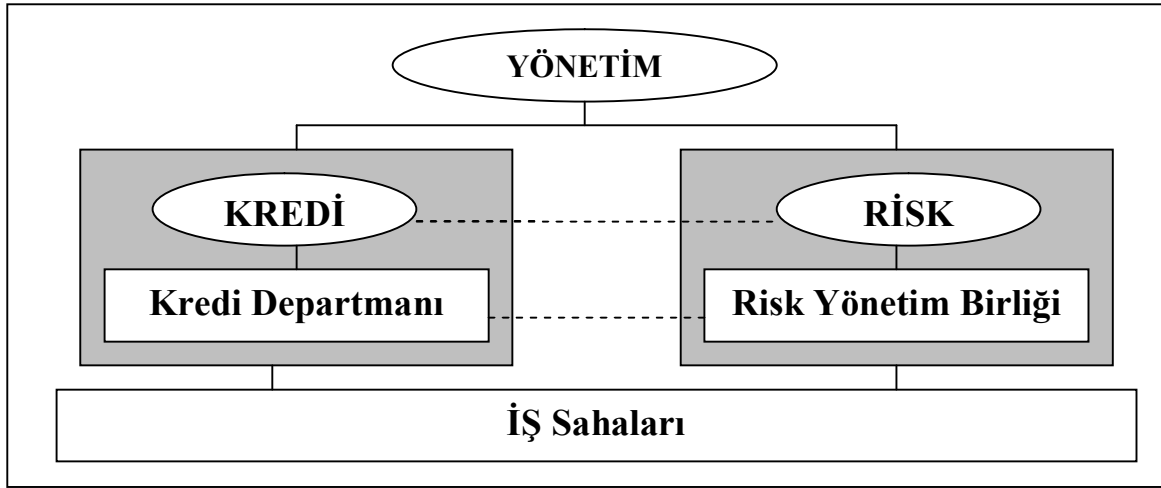 YÖNETİM
KREDİ
RİSK
Kredi Departmanı
Risk Yönetim Birliği
İŞ Sahaları